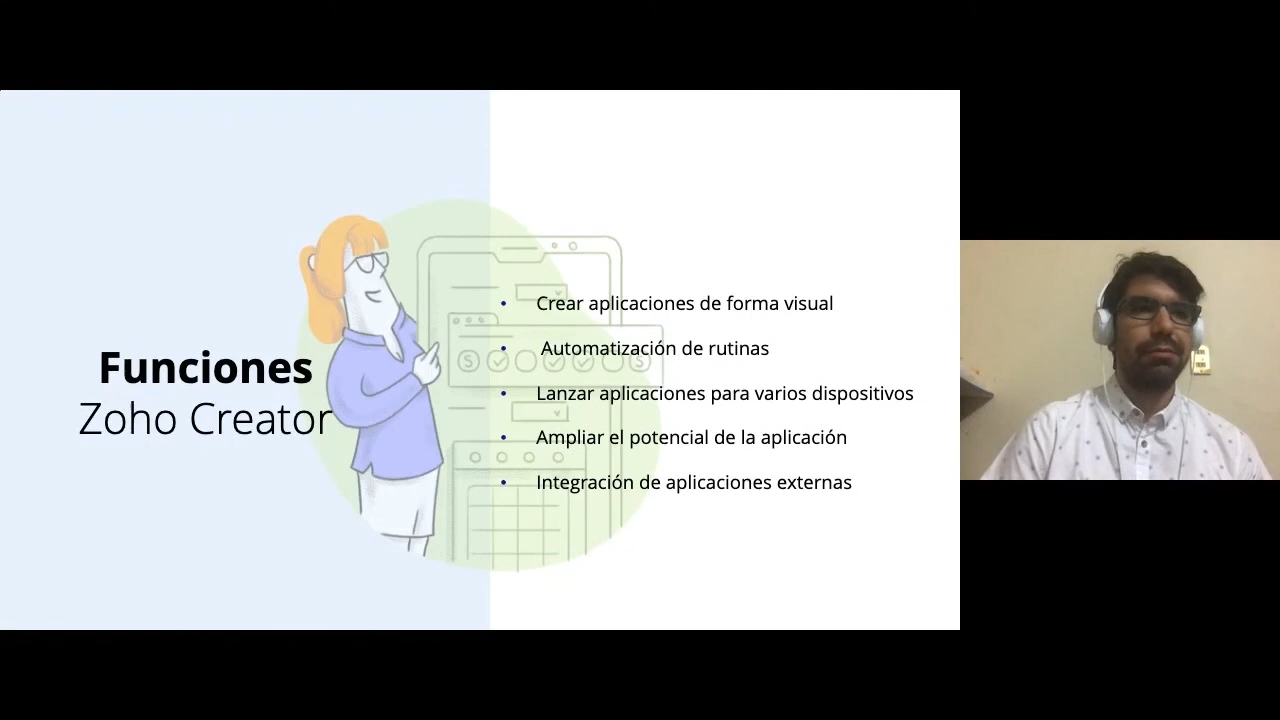 Funciones
Zoho Creator
• Crear aplicaciones de forma visual
• Automatización de rutinas
• Lanzar aplicaciones para varios dispositivos
• Ampliar el potencial de la aplicación
• Integración de aplicaciones externas